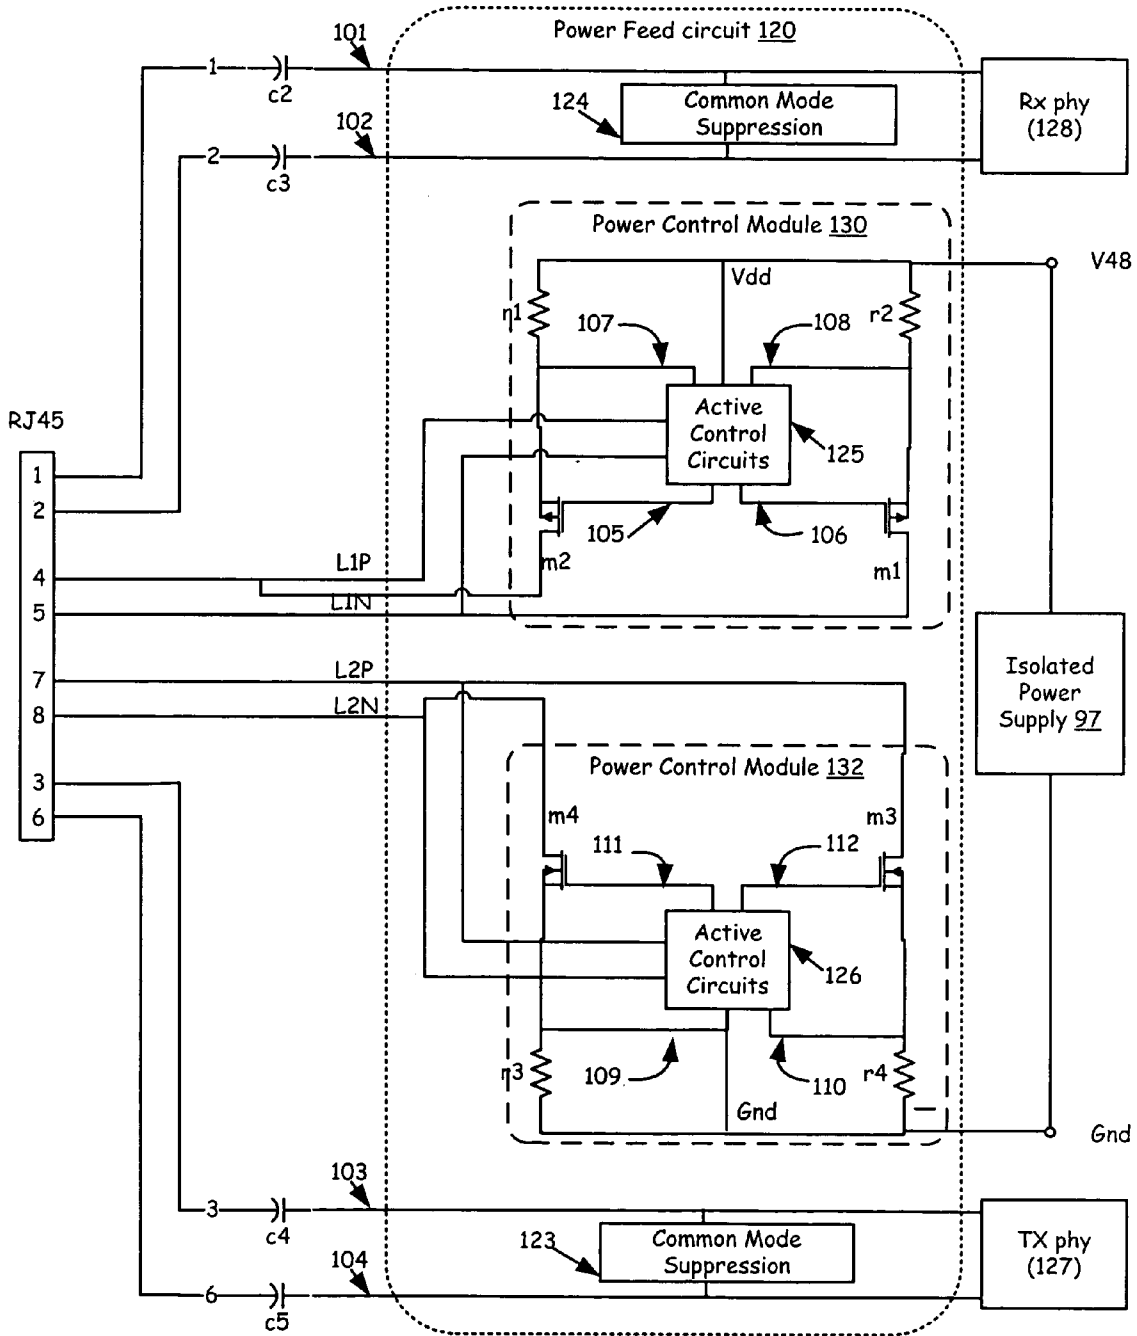 Power Feed circuit 120
101
1
c2
124
Common Mode
Suppression
Rx phy
(128)
102
2
c3
Power Control Module 130
Vdd
V48
r1
107
108
r2
RJ45
Active
Control
Circuits
125
1
2
105
106
m2
m1
4
L1P
L1N
5
7
L2P
8
L2N
Isolated
Power
Supply 97
3
6
Power Control Module 132
m4
m3
111
112
Active
Control
Circuits
126
r3
109
110
r4
Gnd
Gnd
103
3
c4
123
Common Mode
Suppression
TX phy
(127)
104
6
c5